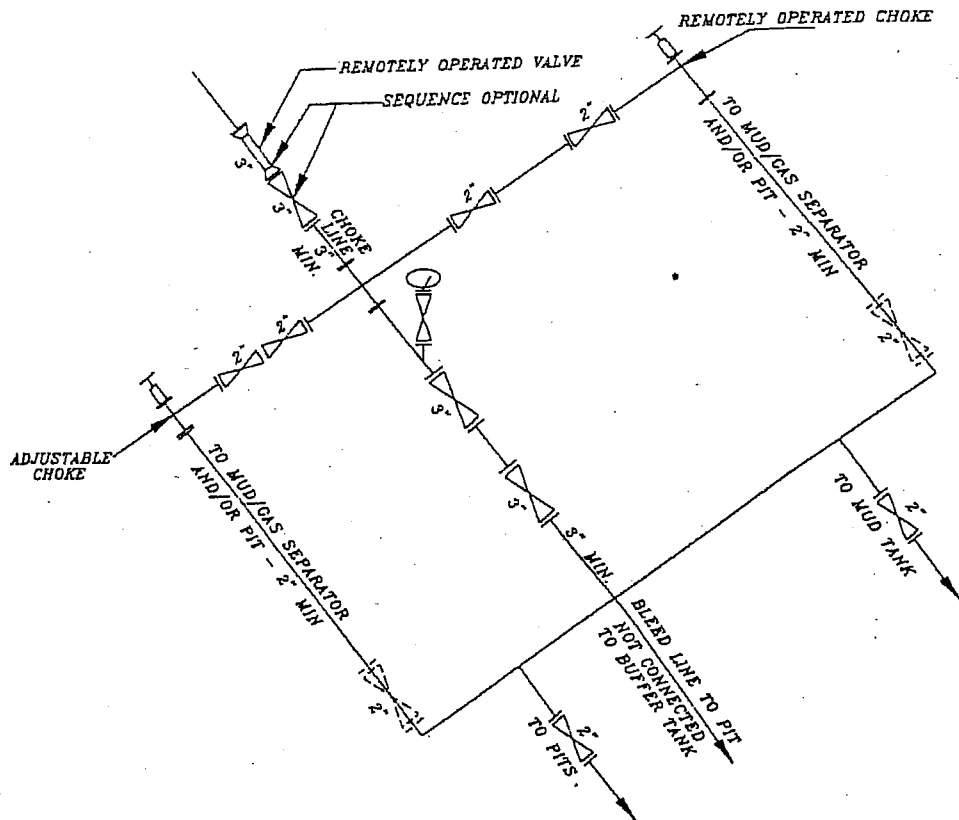 REMOTELY OPERATED CHOKE
REMOTELY OPERATED VALVE
SEQUENCE OPTIONAL
3"
3"
CHOKE
LINE
3"
MIN.
2"
2"
TO MUD/GAS SEPARATOR
AND/OR PIT - 2" MIN
2"
2"
2"
ADJUSTABLE
CHOKE
TO MUD/GAS SEPARATOR
AND/OR PIT - 2" MIN
2"
3"
3"
3" MIN.
BLEED LINE TO PIT
NOT CONNECTED
TO BUFFER TANK
2"
TO MUD TANK
2"
TO PITS.